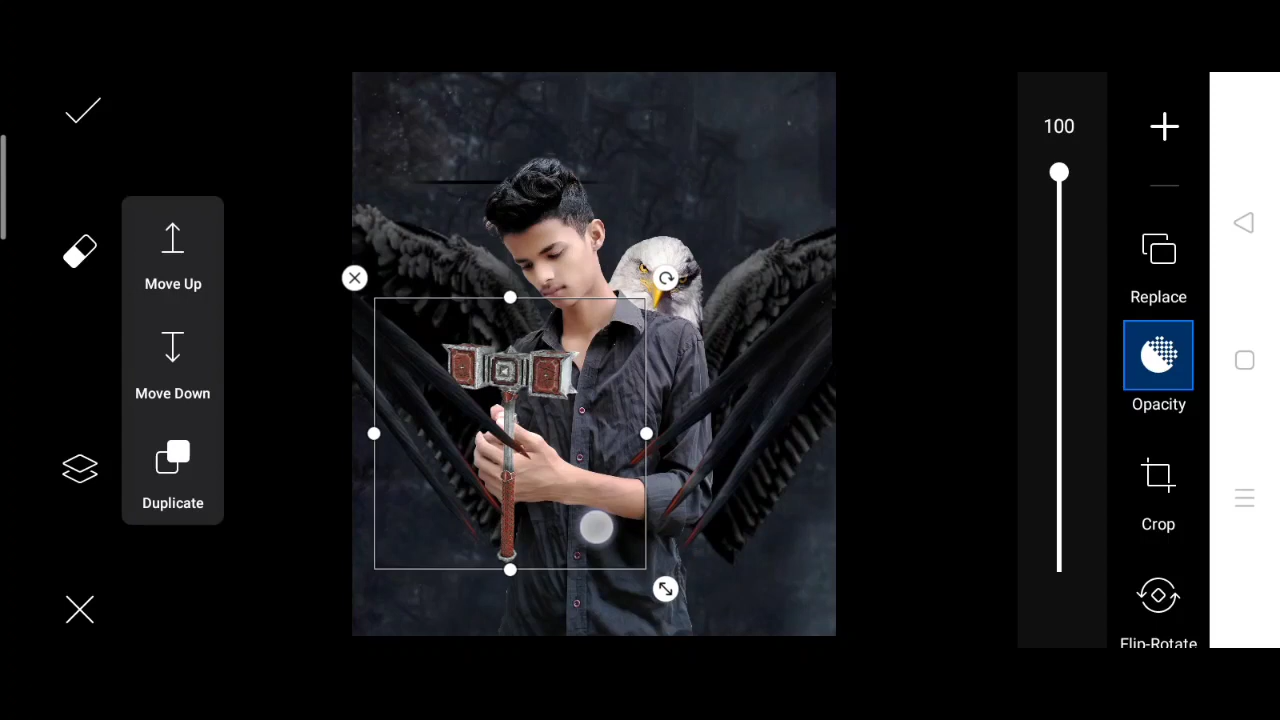 Move Up
Move Down
Duplicate
100
Replace
Opacity
Crop
Flip-Rotate